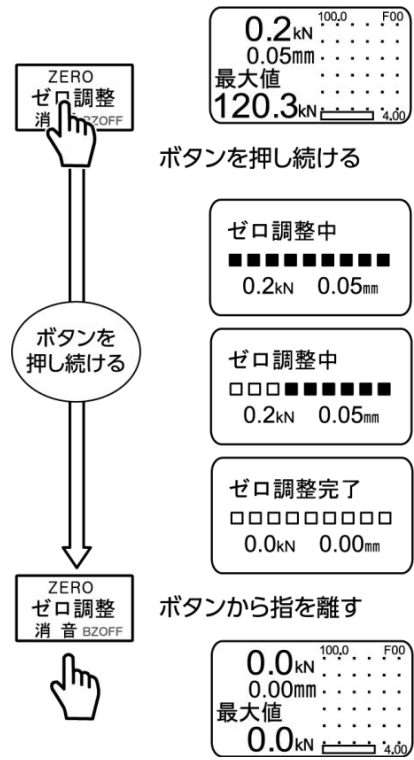 ZERO
ゼロ調整
消 BZOFF
0.2kN
0.05mm
最大値
120.3kN
100.0 F00
4.00
ボタンを押し続ける
ゼロ調整中
■■■■■■■■■
0.2kN 0.05mm
ボタンを
押し続ける
ゼロ調整中
□□□■■■■■■
0.2kN 0.05mm
ゼロ調整完了
□□□□□□□□□
0.0kN 0.00mm
ZERO
ゼロ調整
消 音 BZOFF
ボタンから指を離す
0.0kN
0.00mm
最大値
0.0kN
100.0 F00
4.00